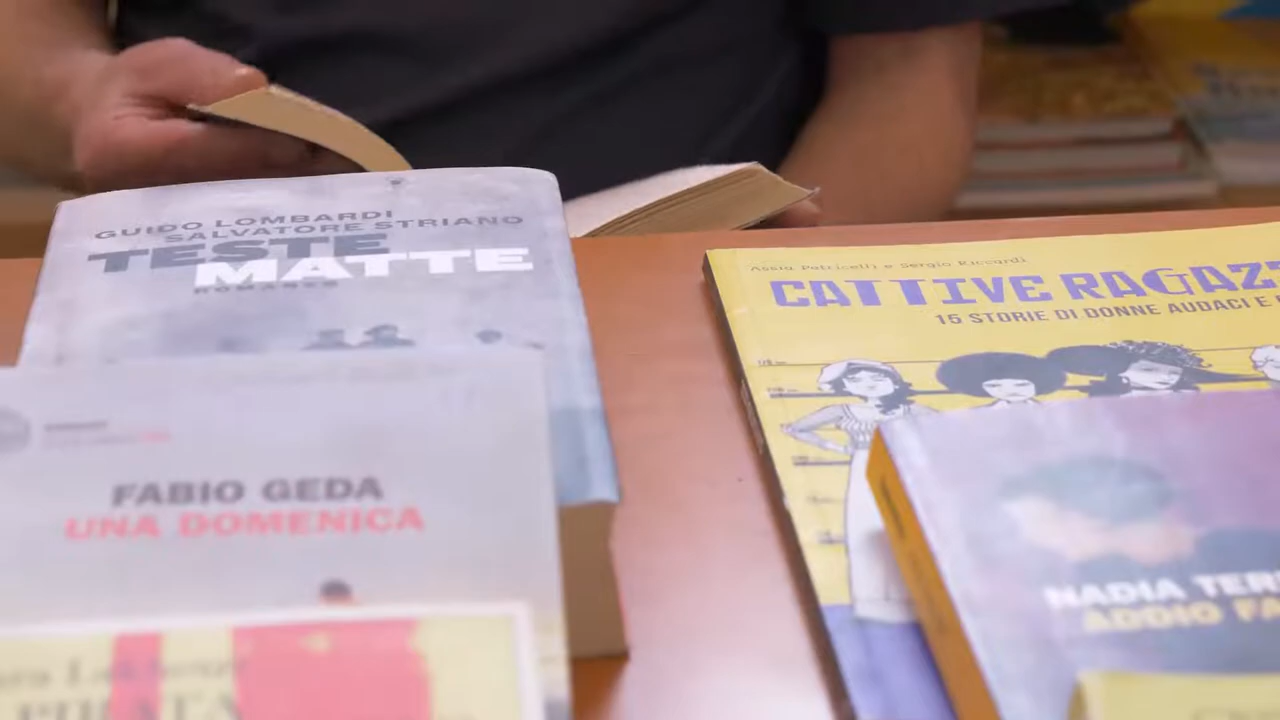 GUIDO LOMBARDI
SALVATORE STRIANO
TESTE
MATTE
ROMANZO
FABIO GEDA
UNA DOMENICA
PIRATA
Assia Petricelli e Sergio Riccardi
CATTIVE RAGAZZ
15 STORIE DI DONNE AUDACI E
NADIA TER
ADDIO FA